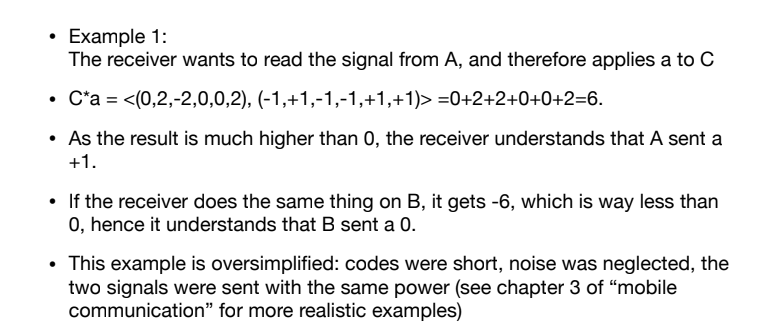 • Example 1:
The receiver wants to read the signal from A, and therefore applies a to C
• C*a = <(0,2,-2,0,0,2), (-1,+1,-1,-1,+1,+1)> =0+2+2+0+0+2=6.
• As the result is much higher than 0, the receiver understands that A sent a
+1.
• If the receiver does the same thing on B, it gets -6, which is way less than
0, hence it understands that B sent a 0.
• This example is oversimplified: codes were short, noise was neglected, the
two signals were sent with the same power (see chapter 3 of “mobile
communication” for more realistic examples)